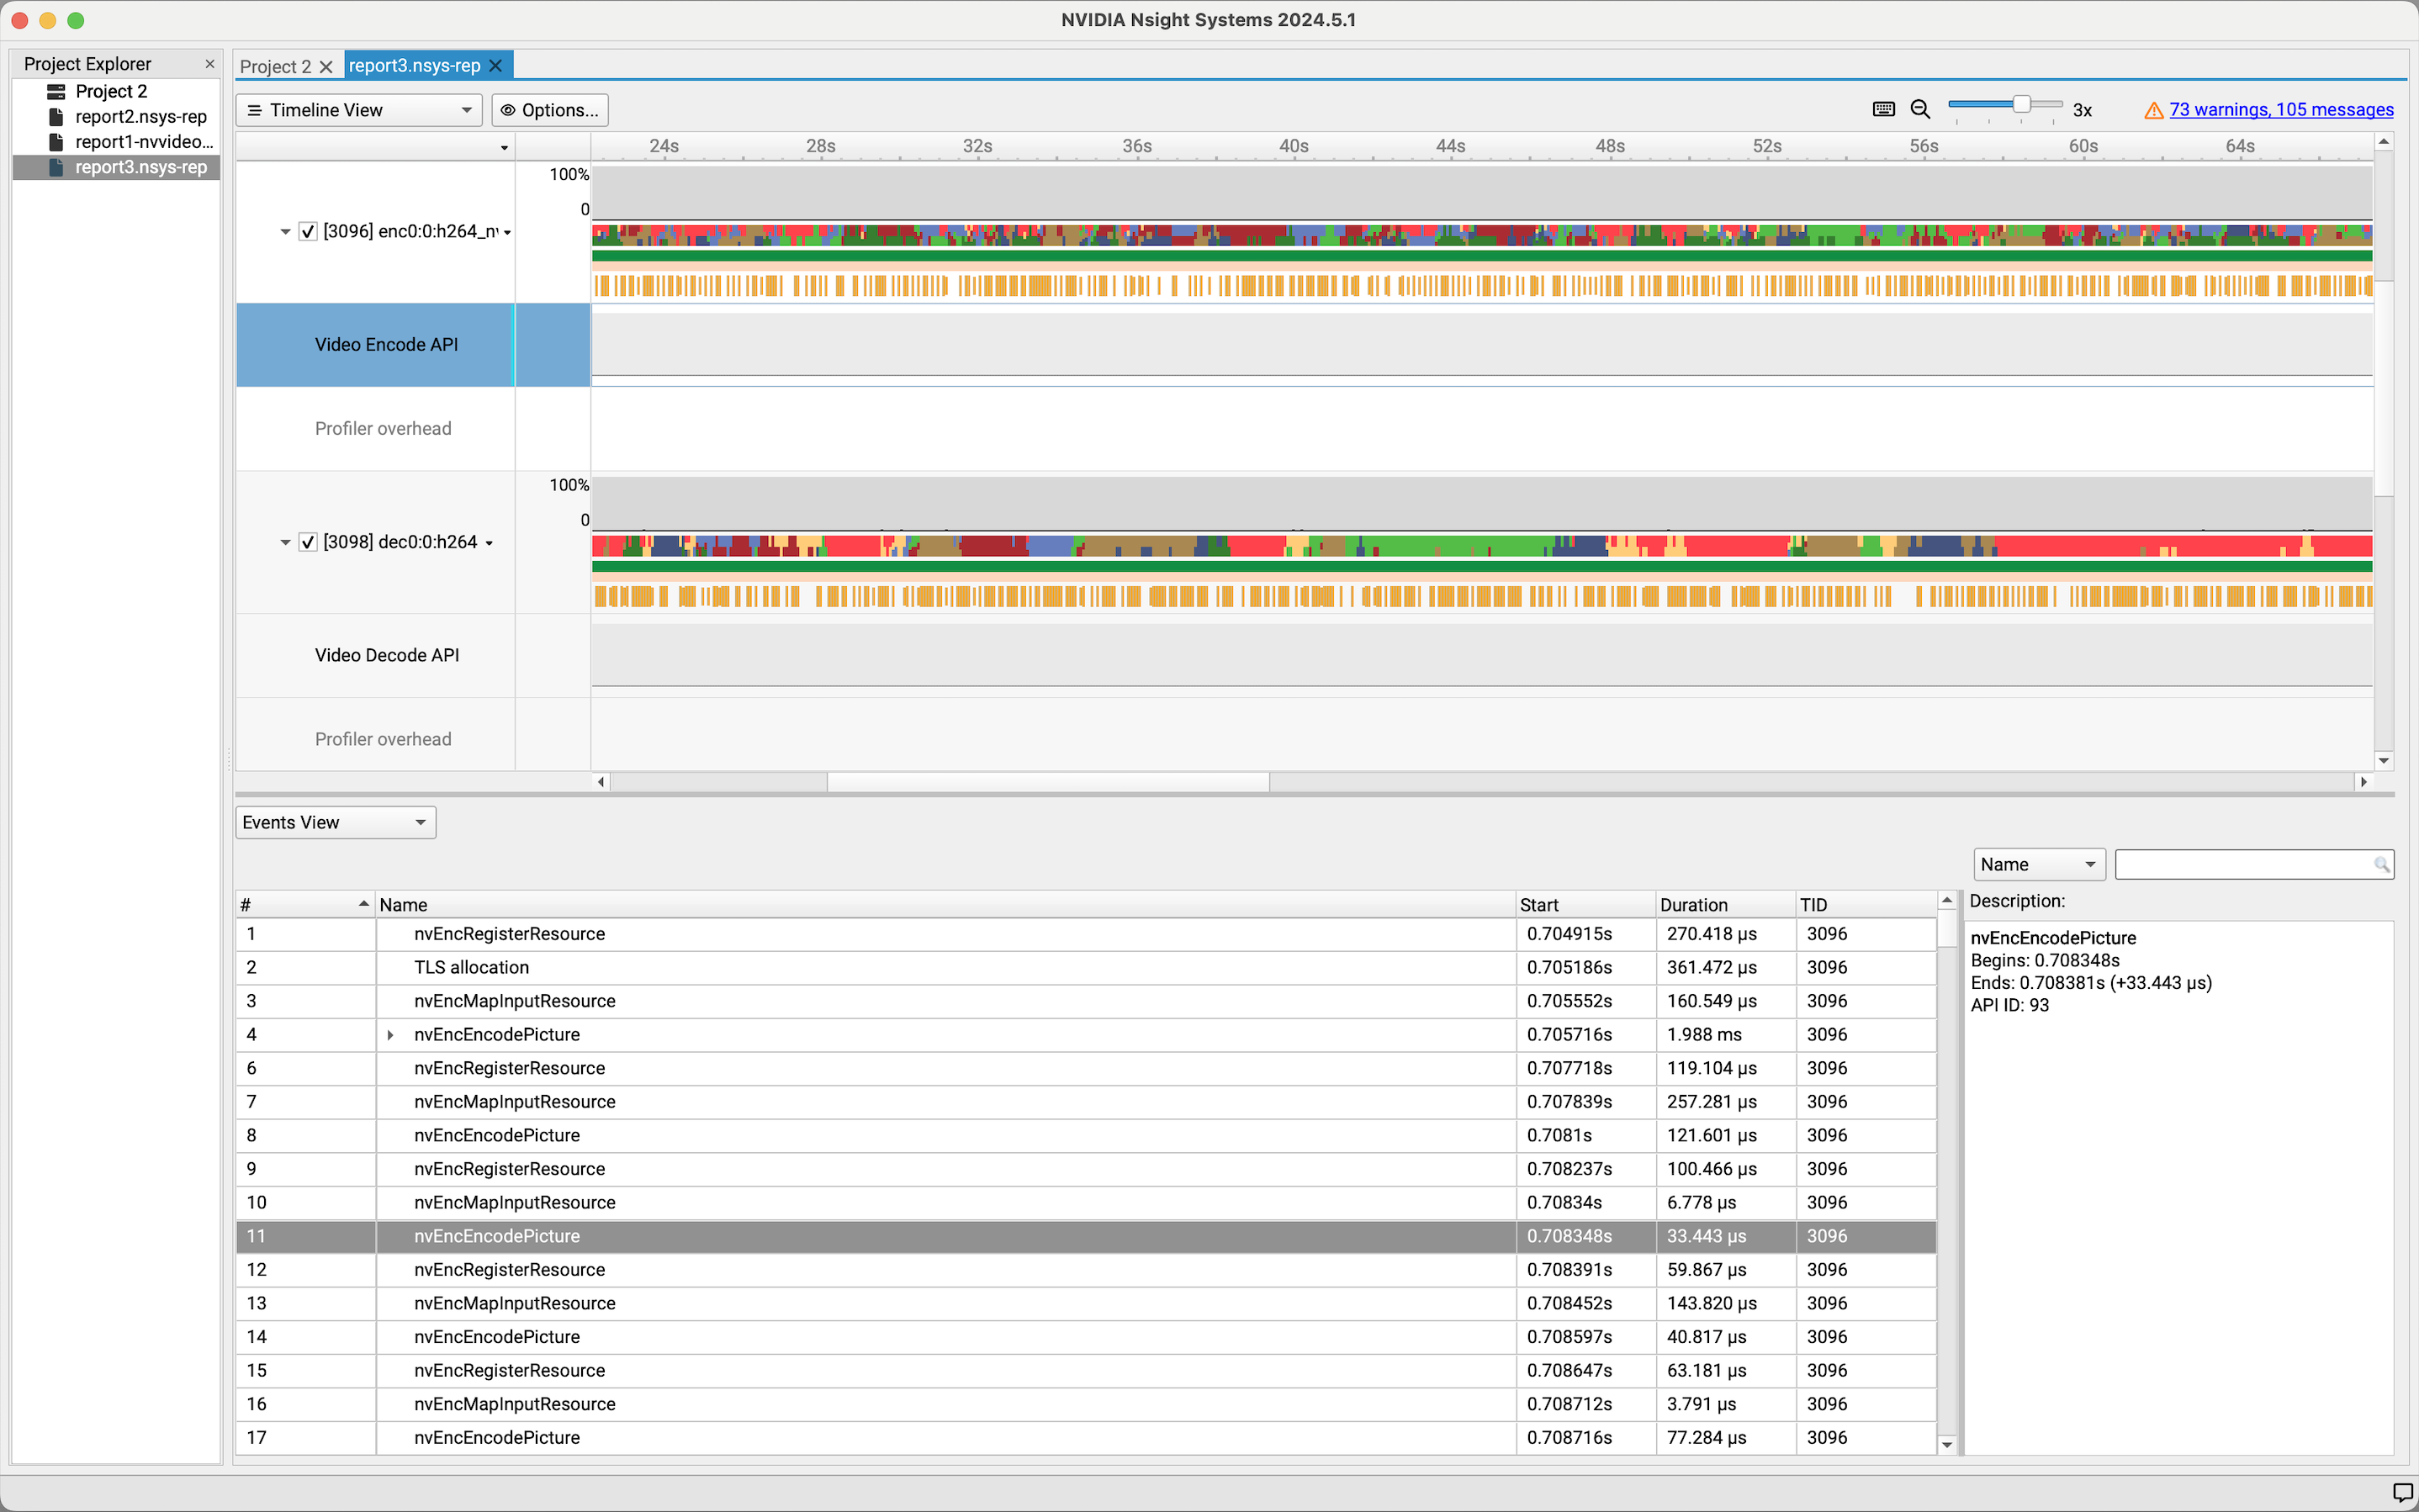 NVIDIA Nsight Systems 2024.5.1
Project Explorer
Project 2
report2.nsys-rep
report1-nvvideo...
report3.nsys-rep
Project 2
report3.nsys-rep
Timeline View
Options...
3x
73 warnings, 105 messages
24s 28s 32s 36s 40s 44s 48s 52s 56s 60s 64s
100%
0
[3096] enc0:0:h264_nv
Video Encode API
Profiler overhead
100%
0
[3098] dec0:0:h264
Video Decode API
Profiler overhead
Events View
Name
# Name Start Duration TID
1 nvEncRegisterResource 0.704915s 270.418 µs 3096
2 TLS allocation 0.705186s 361.472 µs 3096
3 nvEncMapInputResource 0.705552s 160.549 µs 3096
4 nvEncEncodePicture 0.705716s 1.988 ms 3096
6 nvEncRegisterResource 0.707718s 119.104 µs 3096
7 nvEncMapInputResource 0.707839s 257.281 µs 3096
8 nvEncEncodePicture 0.7081s 121.601 µs 3096
9 nvEncRegisterResource 0.708237s 100.466 µs 3096
10 nvEncMapInputResource 0.70834s 6.778 µs 3096
11 nvEncEncodePicture 0.708348s 33.443 µs 3096
12 nvEncRegisterResource 0.708391s 59.867 µs 3096
13 nvEncMapInputResource 0.708452s 143.820 µs 3096
14 nvEncEncodePicture 0.708597s 40.817 µs 3096
15 nvEncRegisterResource 0.708647s 63.181 µs 3096
16 nvEncMapInputResource 0.708712s 3.791 µs 3096
17 nvEncEncodePicture 0.708716s 77.284 µs 3096
Description:
nvEncEncodePicture
Begins: 0.708348s
Ends: 0.708381s (+33.443 µs)
API ID: 93